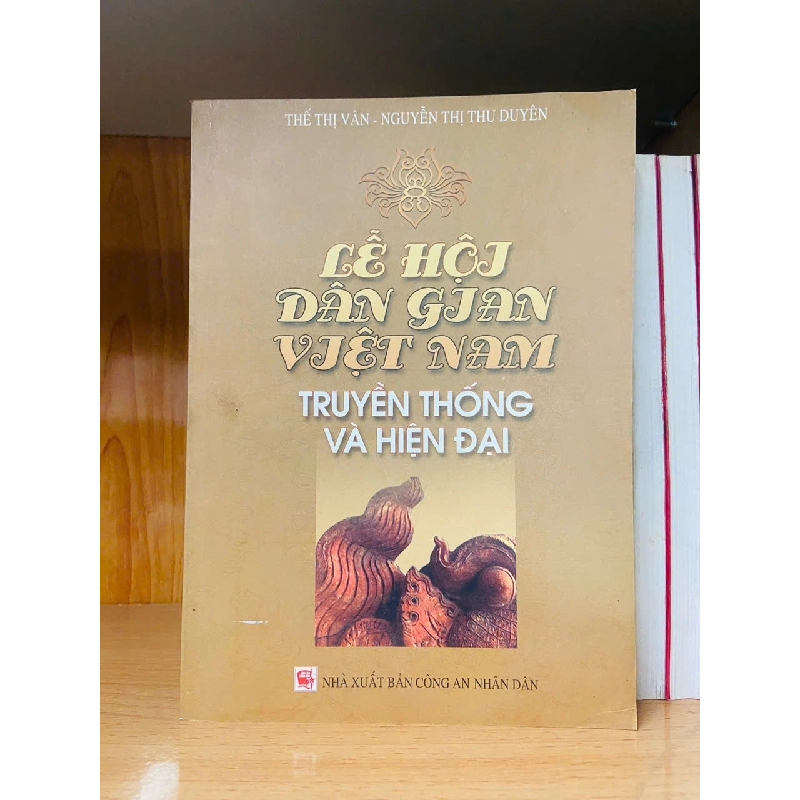 THẾ THỊ VÂN - NGUYỄN THỊ THU DUYÊN
LỄ HỘI
DÂN GIAN
VIỆT NAM
TRUYỀN THỐNG
VÀ HIỆN ĐẠI
NHÀ XUẤT BẢN CÔNG AN NHÂN DÂN